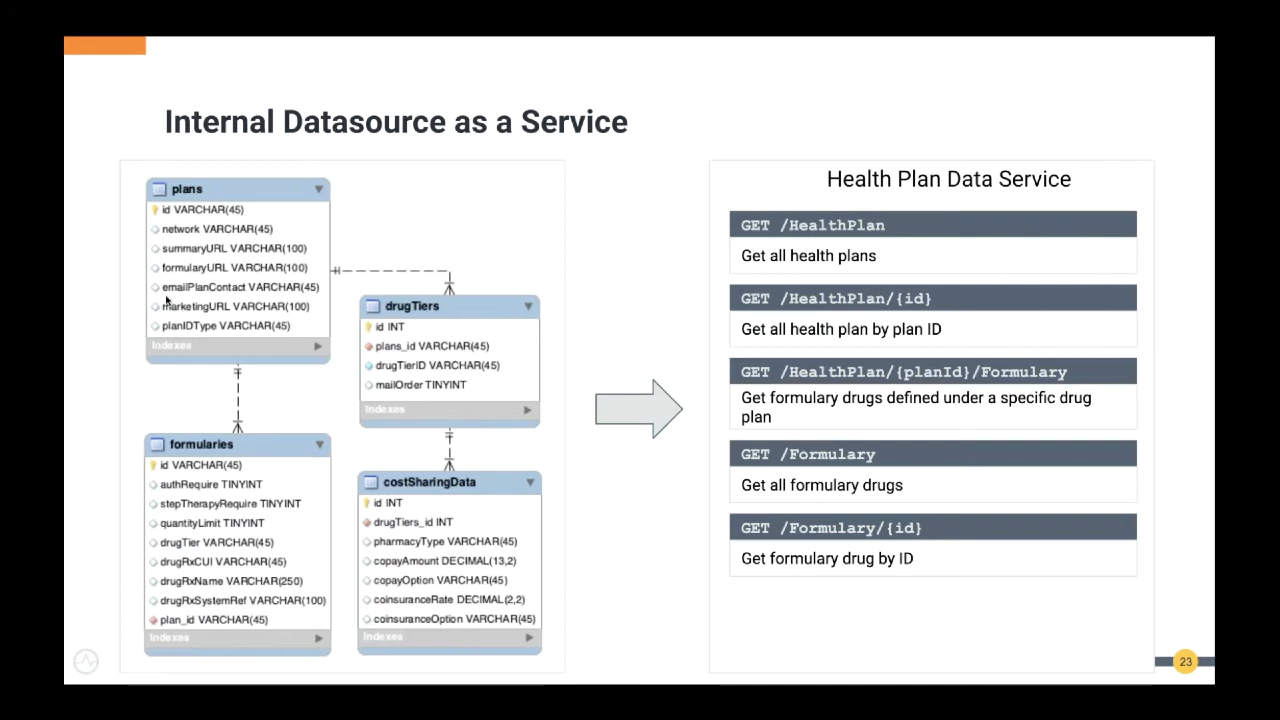 Internal Datasource as a Service
plans
id VARCHAR(45)
network VARCHAR(45)
summaryURL VARCHAR(100)
formularyURL VARCHAR(100)
emailPlanContact VARCHAR(45)
marketingURL VARCHAR(100)
planIDType VARCHAR(45)
Indexes
drugTiers
id INT
plans_id VARCHAR(45)
drugTierID VARCHAR(45)
mailOrder TINYINT
Indexes
formularies
id VARCHAR(45)
authRequire TINYINT
stepTherapyRequire TINYINT
quantityLimit TINYINT
drugTier VARCHAR(45)
drugRxCUI VARCHAR(45)
drugRxName VARCHAR(250)
drugRxSystemRef VARCHAR(100)
plan_id VARCHAR(45)
Indexes
costSharingData
id INT
drugTiers_id INT
pharmacyType VARCHAR(45)
copayAmount DECIMAL(13,2)
copayOption VARCHAR(45)
coinsuranceRate DECIMAL(2,2)
coinsuranceOption VARCHAR(45)
Indexes
Health Plan Data Service
GET /HealthPlan
Get all health plans
GET /HealthPlan/{id}
Get all health plan by plan ID
GET /HealthPlan/{planId}/Formulary
Get formulary drugs defined under a specific drug
plan
GET /Formulary
Get all formulary drugs
GET /Formulary/{id}
Get formulary drug by ID
23